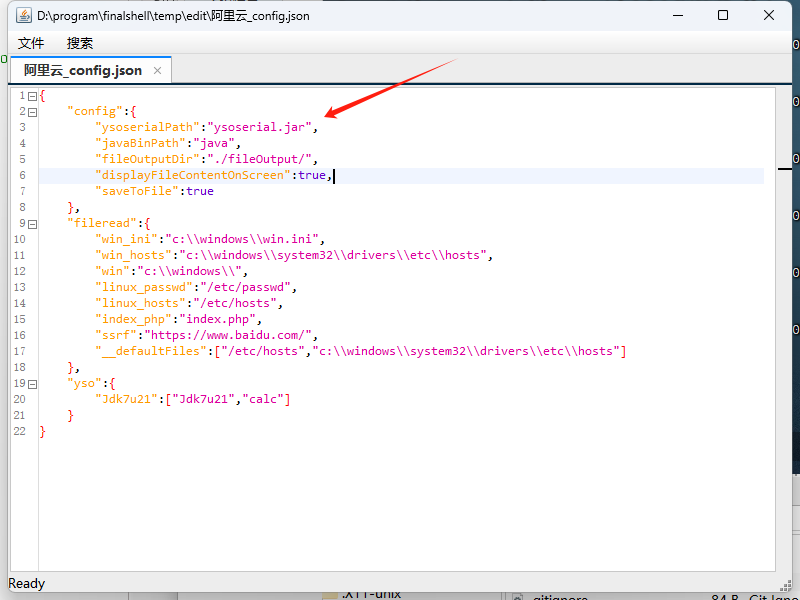 D:\program\finalshell\temp\edit\阿里云_config.json
文件 搜索
阿里云_config.json
1 {
2 "config":{
3 "ysoserialPath":"ysoserial.jar",
4 "javaBinPath":"java",
5 "fileOutputDir":"./fileOutput/",
6 "displayFileContentOnScreen":true,
7 "saveToFile":true
8 },
9 "fileread":{
10 "win_ini":"c:\\windows\\win.ini",
11 "win_hosts":"c:\\windows\\system32\\drivers\\etc\\hosts",
12 "win":"c:\\windows\\",
13 "linux_passwd":"/etc/passwd",
14 "linux_hosts":"/etc/hosts",
15 "index_php":"index.php",
16 "ssrf":"https://www.baidu.com/",
17 "__defaultFiles":["/etc/hosts","c:\\windows\\system32\\drivers\\etc\\hosts"]
18 },
19 "yso":{
20 "Jdk7u21":["Jdk7u21","calc"]
21 }
22 }
Ready
.X11-unix .gitignore 84 B